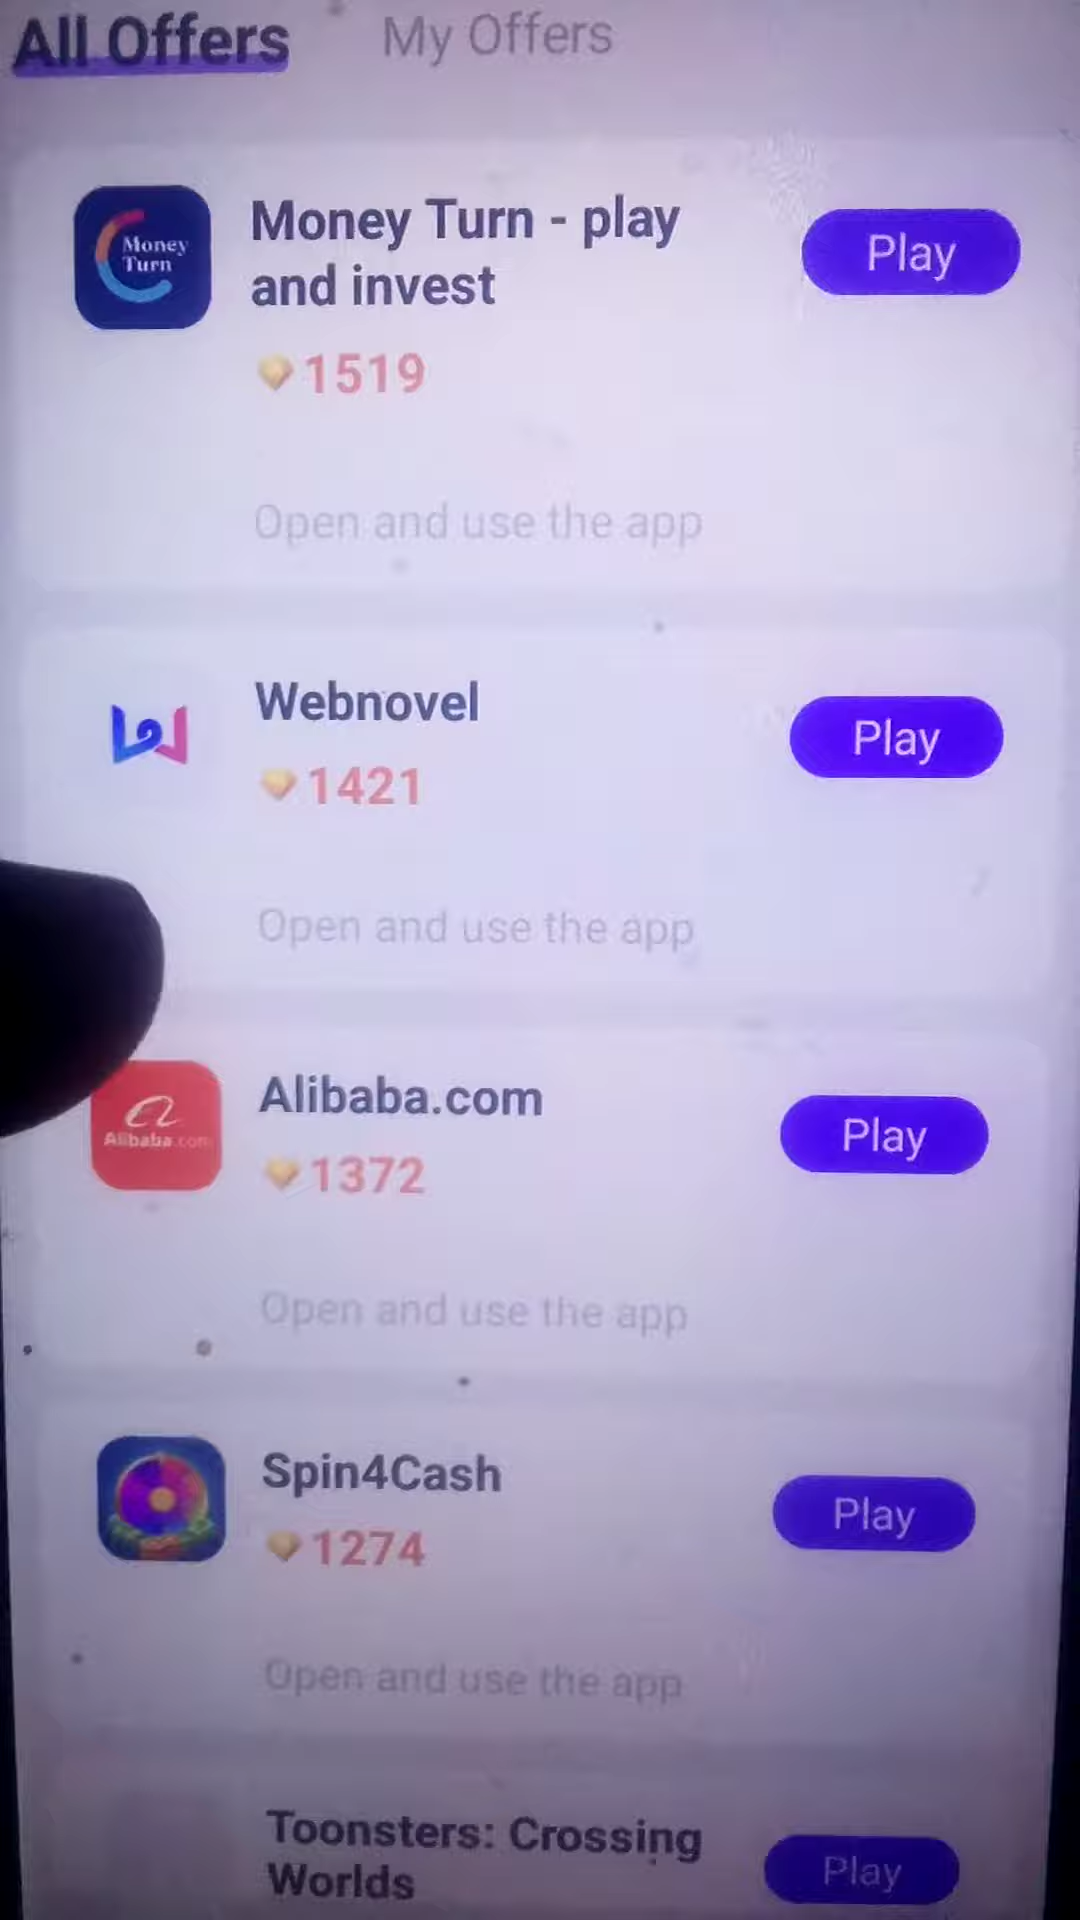 All Offers
My Offers
Money
Turn
Money Turn - play
and invest
Play
1519
Open and use the app
Webnovel
Play
1421
Open and use the app
Alibaba.com
Alibaba.com
Play
1372
Open and use the app
Spin4Cash
Play
1274
Open and use the app
Toonsters: Crossing
Worlds
Play